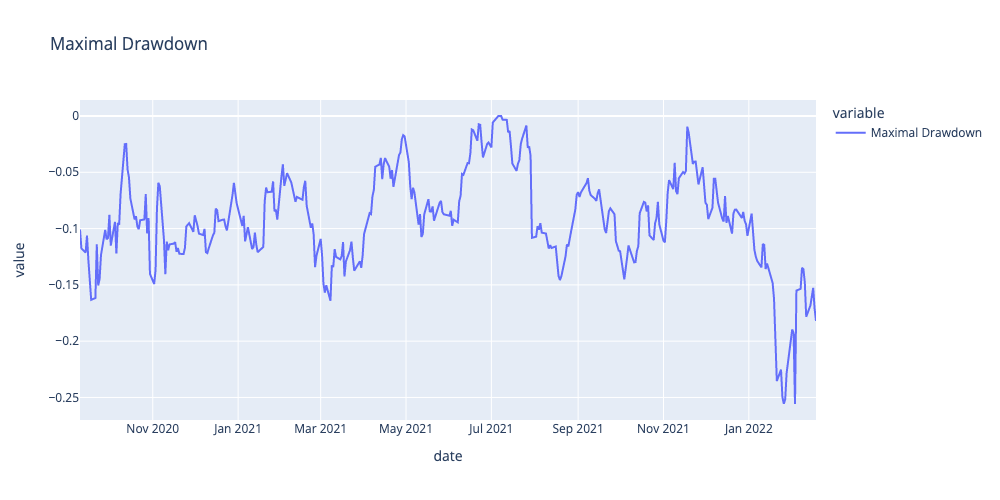 Maximal Drawdown
variable
Maximal Drawdown
0
−0.05
−0.1
−0.15
−0.2
−0.25
value
Nov 2020 Jan 2021 Mar 2021 May 2021 Jul 2021 Sep 2021 Nov 2021 Jan 2022
date